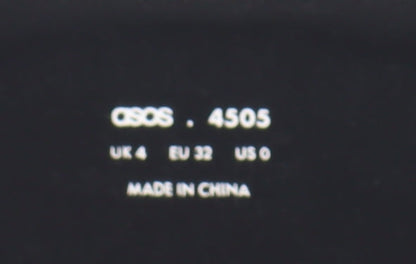 asos . 4505
UK 4 EU 32 US 0
MADE IN CHINA